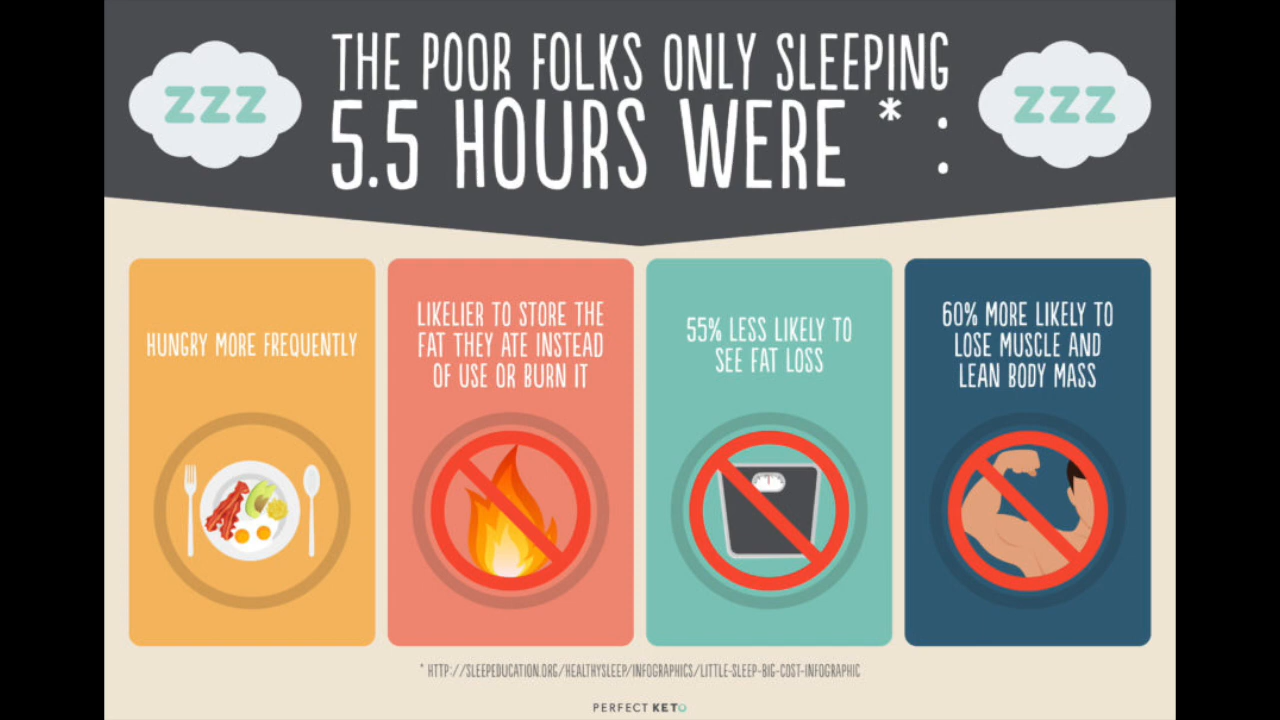 THE POOR FOLKS ONLY SLEEPING
ZZZ
5.5 HOURS WERE * :
ZZZ
HUNGRY MORE FREQUENTLY
LIKELIER TO STORE THE
FAT THEY ATE INSTEAD
OF USE OR BURN IT
55% LESS LIKELY TO
SEE FAT LOSS
60% MORE LIKELY TO
LOSE MUSCLE AND
LEAN BODY MASS
* HTTP://SLEEPEDUCATION.ORG/HEALTHYSLEEP/INFOGRAPHICS/LITTLE-SLEEP-BIG-COST-INFOGRAPHIC
PERFECT KETO